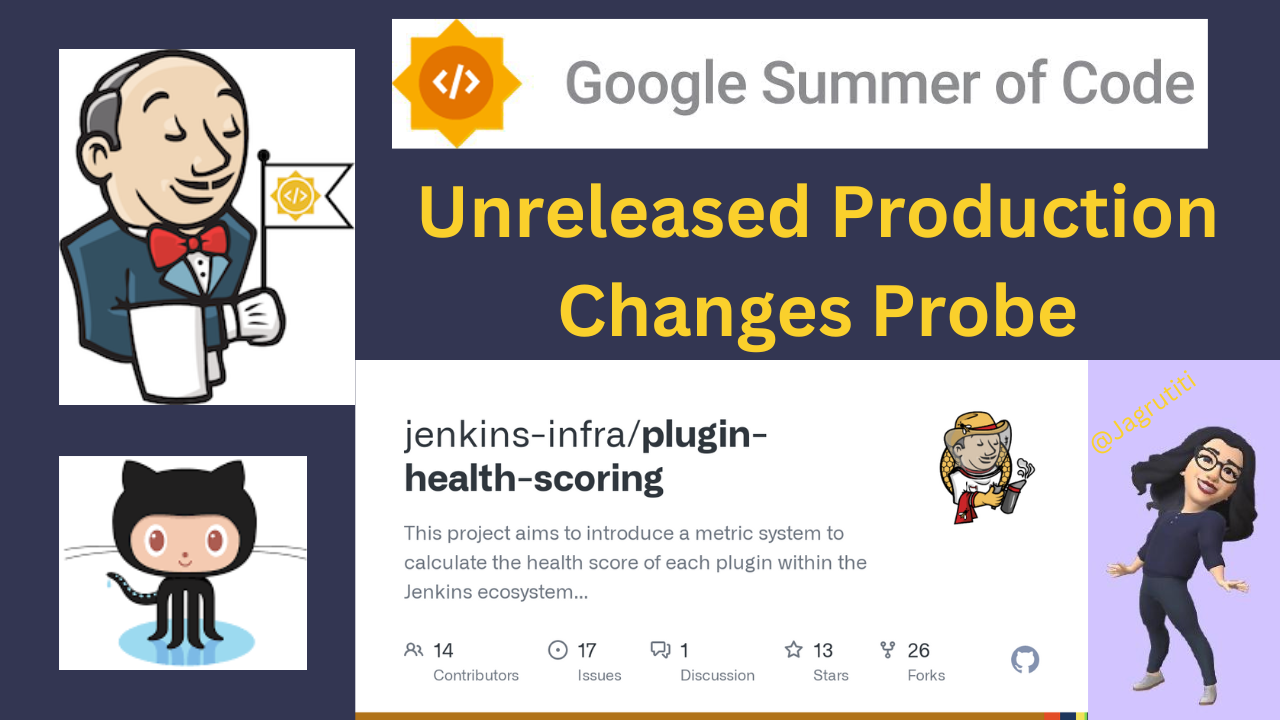 </> Google Summer of Code
</>
Unreleased Production
Changes Probe
jenkins-infra/plugin-
health-scoring
This project aims to introduce a metric system to
calculate the health score of each plugin within the
Jenkins ecosystem...
14
Contributors
17
Issues
1
Discussion
13
Stars
26
Forks
@Jagrutiti